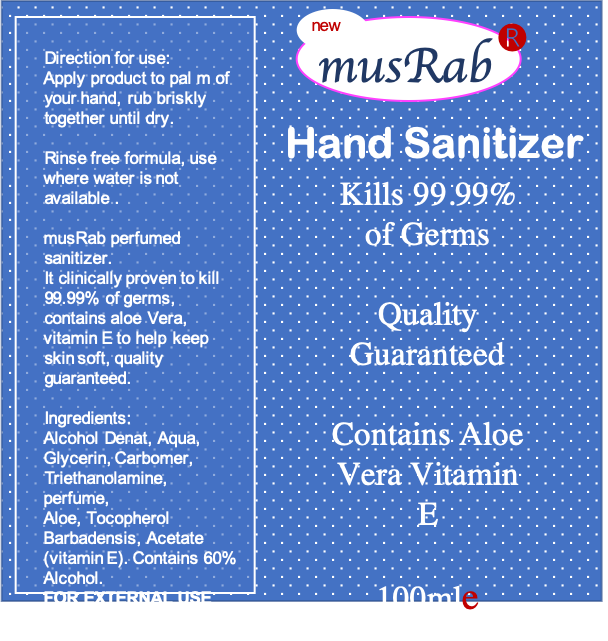 Direction for use:
Apply product to pal m of
your hand, rub briskly
together until dry.
Rinse free formula, use
where water is not
available .
musRab perfumed
sanitizer.
It clinically proven to kill
99.99% of germs,
contains aloe Vera,
vitamin E to help keep
skin soft, quality
guaranteed.
Ingredients:
Alcohol Denat, Aqua,
Glycerin, Carbomer,
Triethanolamine,
perfume,
Aloe, Tocopherol
Barbadensis, Acetate
(vitamin E). Contains 60%
Alcohol.
FOR EXTERNAL USE
new
musRab ®
Hand Sanitizer
Kills 99.99%
of Germs
Quality
Guaranteed
Contains Aloe
Vera Vitamin
E
100mle